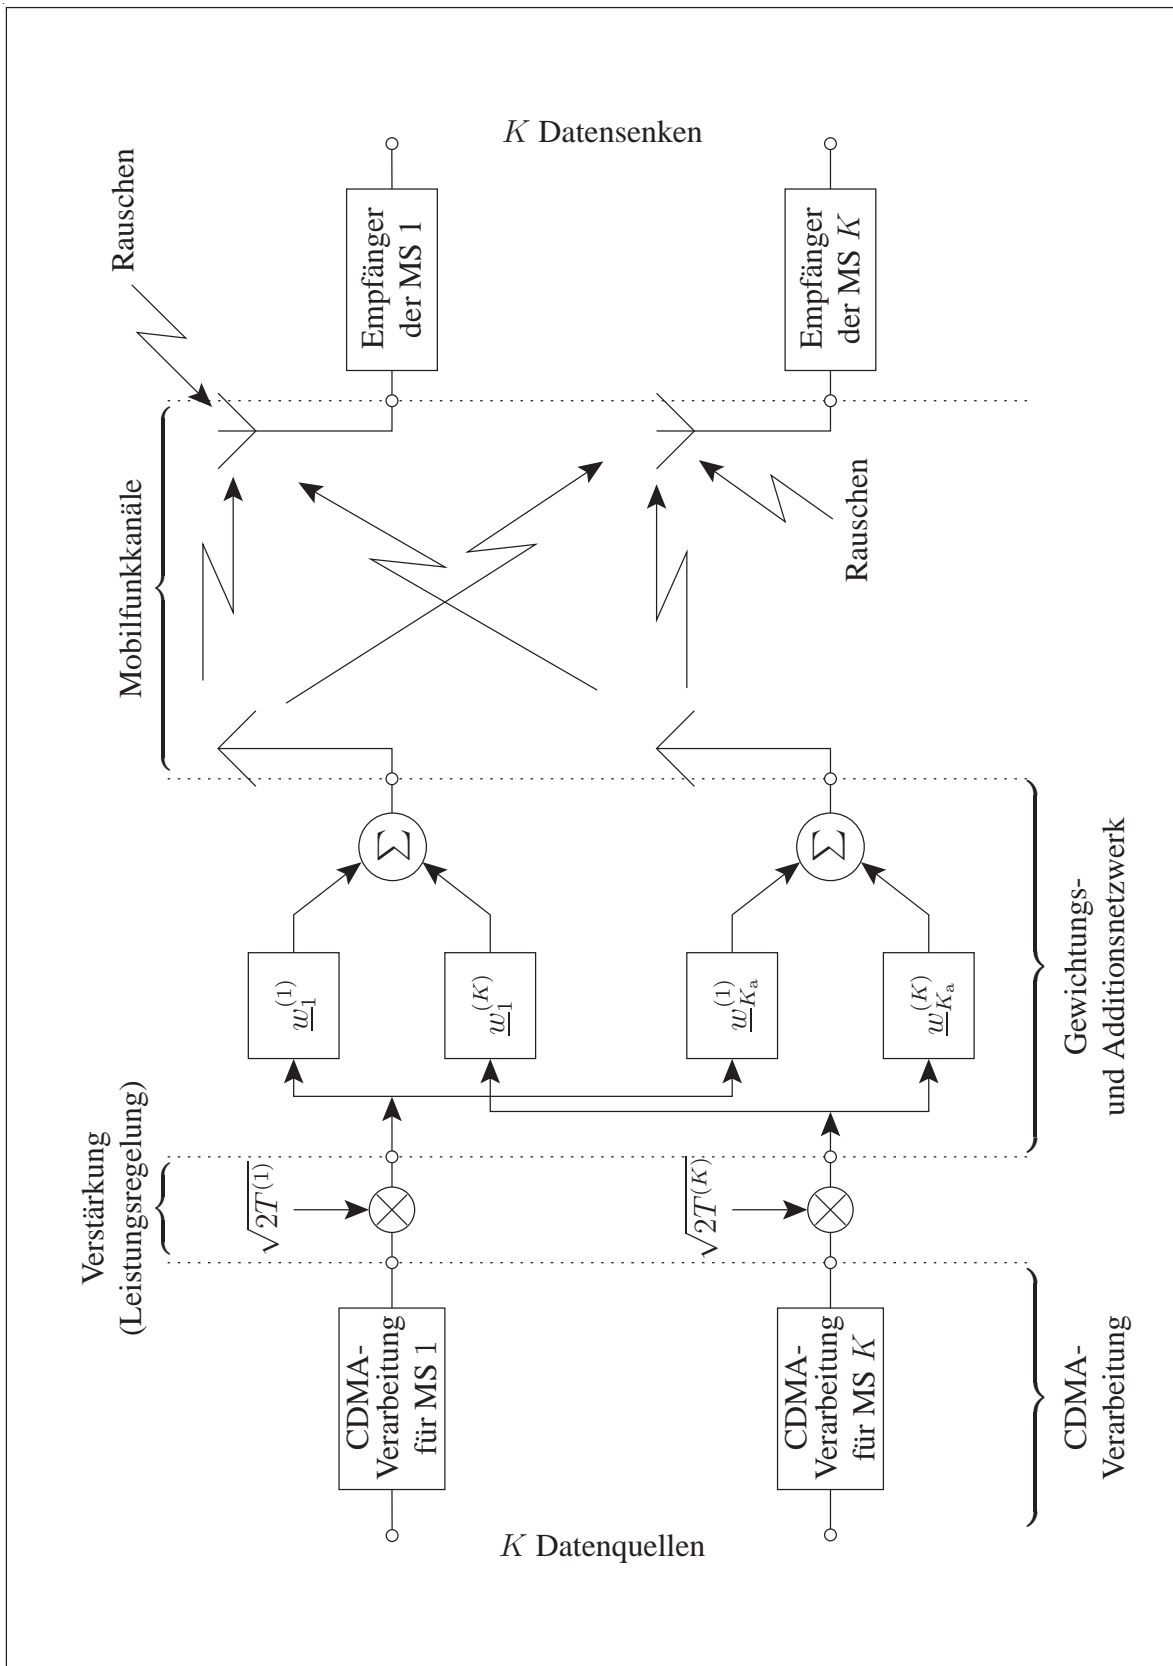 K Datenquellen
CDMA-
Verarbeitung
für MS 1
CDMA-
Verarbeitung
für MS K
CDMA-
Verarbeitung
Verstärkung
(Leistungsregelung)
√2T^(1)
√2T^(K)
w_1^(1)
w_1^(K)
w_{K_a}^(1)
w_{K_a}^(K)
Σ
Σ
Gewichtungs-
und Additionsnetzwerk
Mobilfunkkanäle
Rauschen
Rauschen
Empfänger
der MS 1
Empfänger
der MS K
K Datensenken